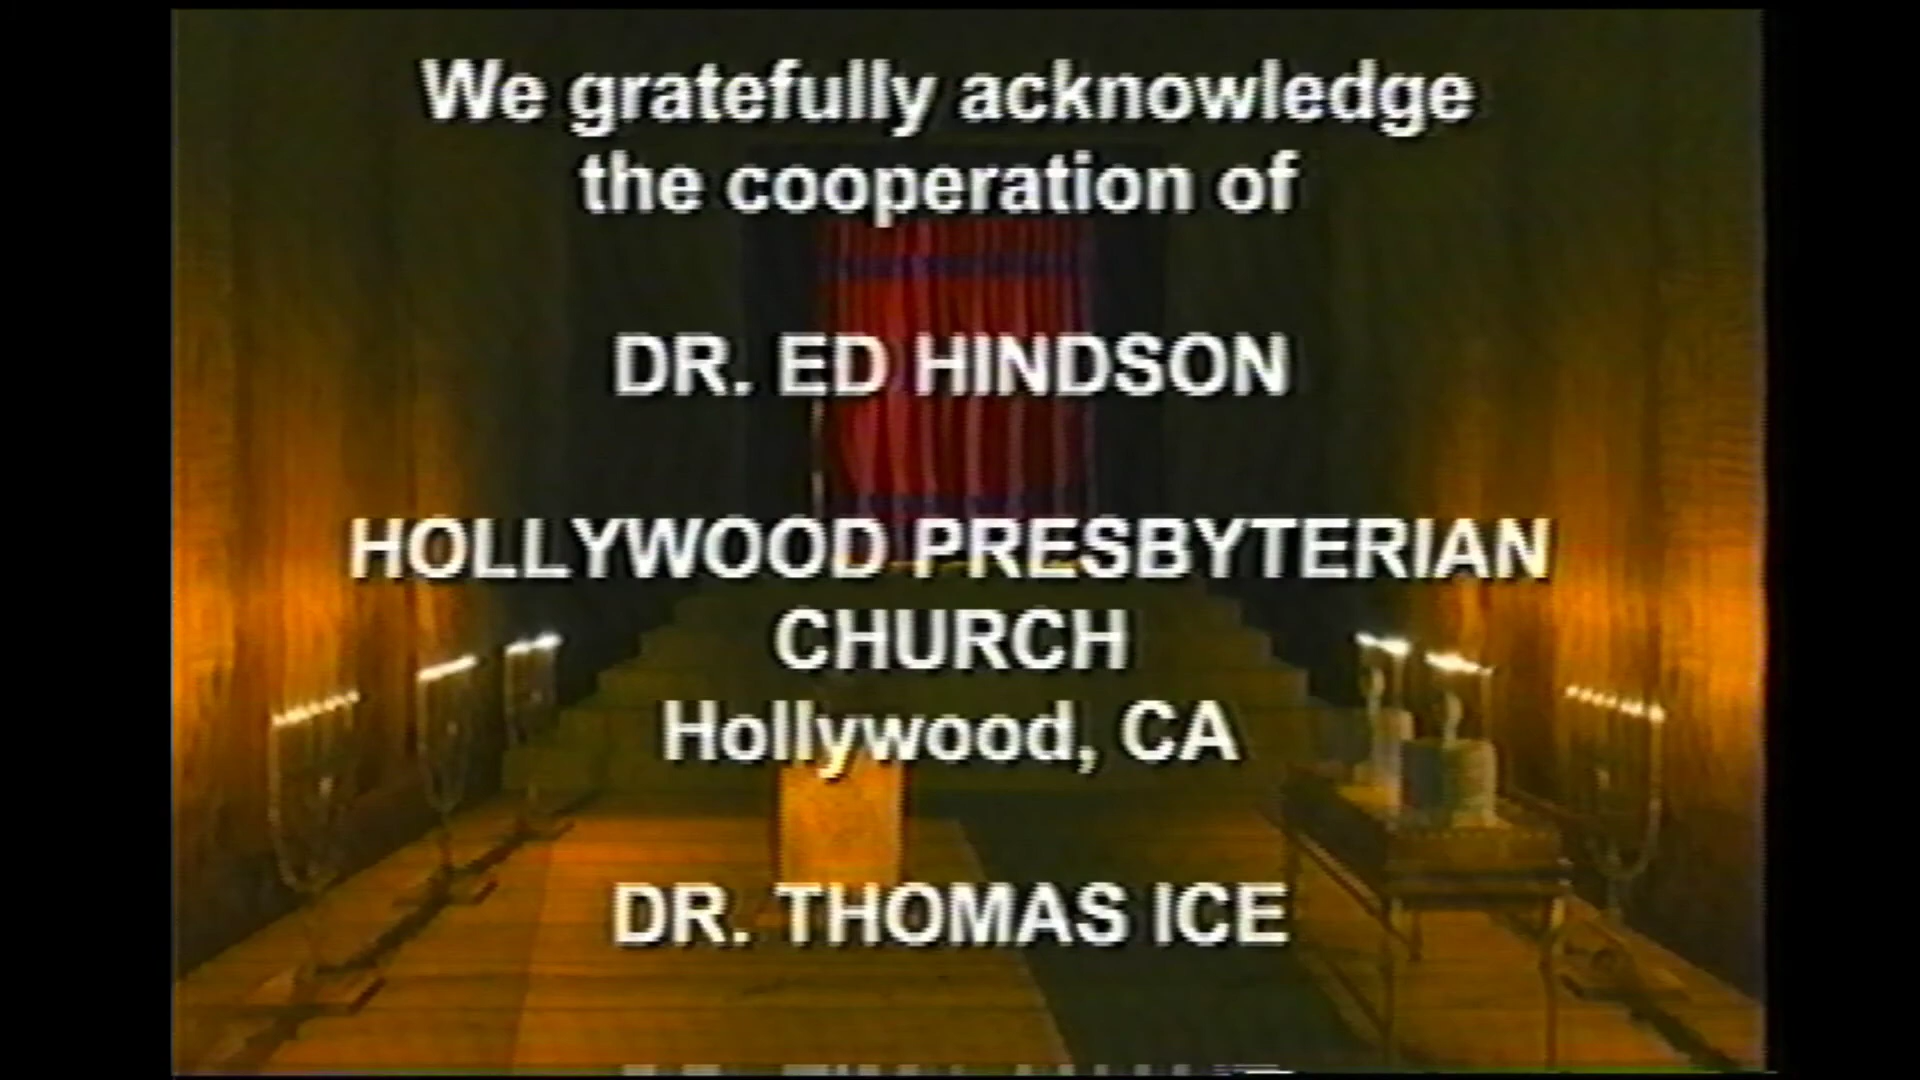 We gratefully acknowledge
the cooperation of
DR. ED HINDSON
HOLLYWOOD PRESBYTERIAN
CHURCH
Hollywood, CA
DR. THOMAS ICE